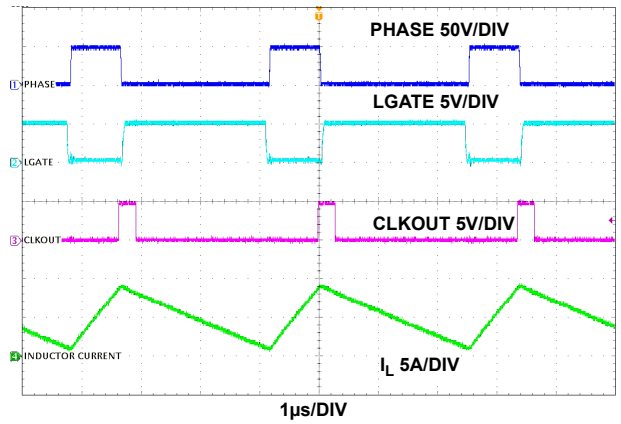 T
PHASE 50V/DIV
1 PHASE
LGATE 5V/DIV
2 LGATE
CLKOUT 5V/DIV
3 CLKOUT
4 INDUCTOR CURRENT
IL 5A/DIV
1µs/DIV